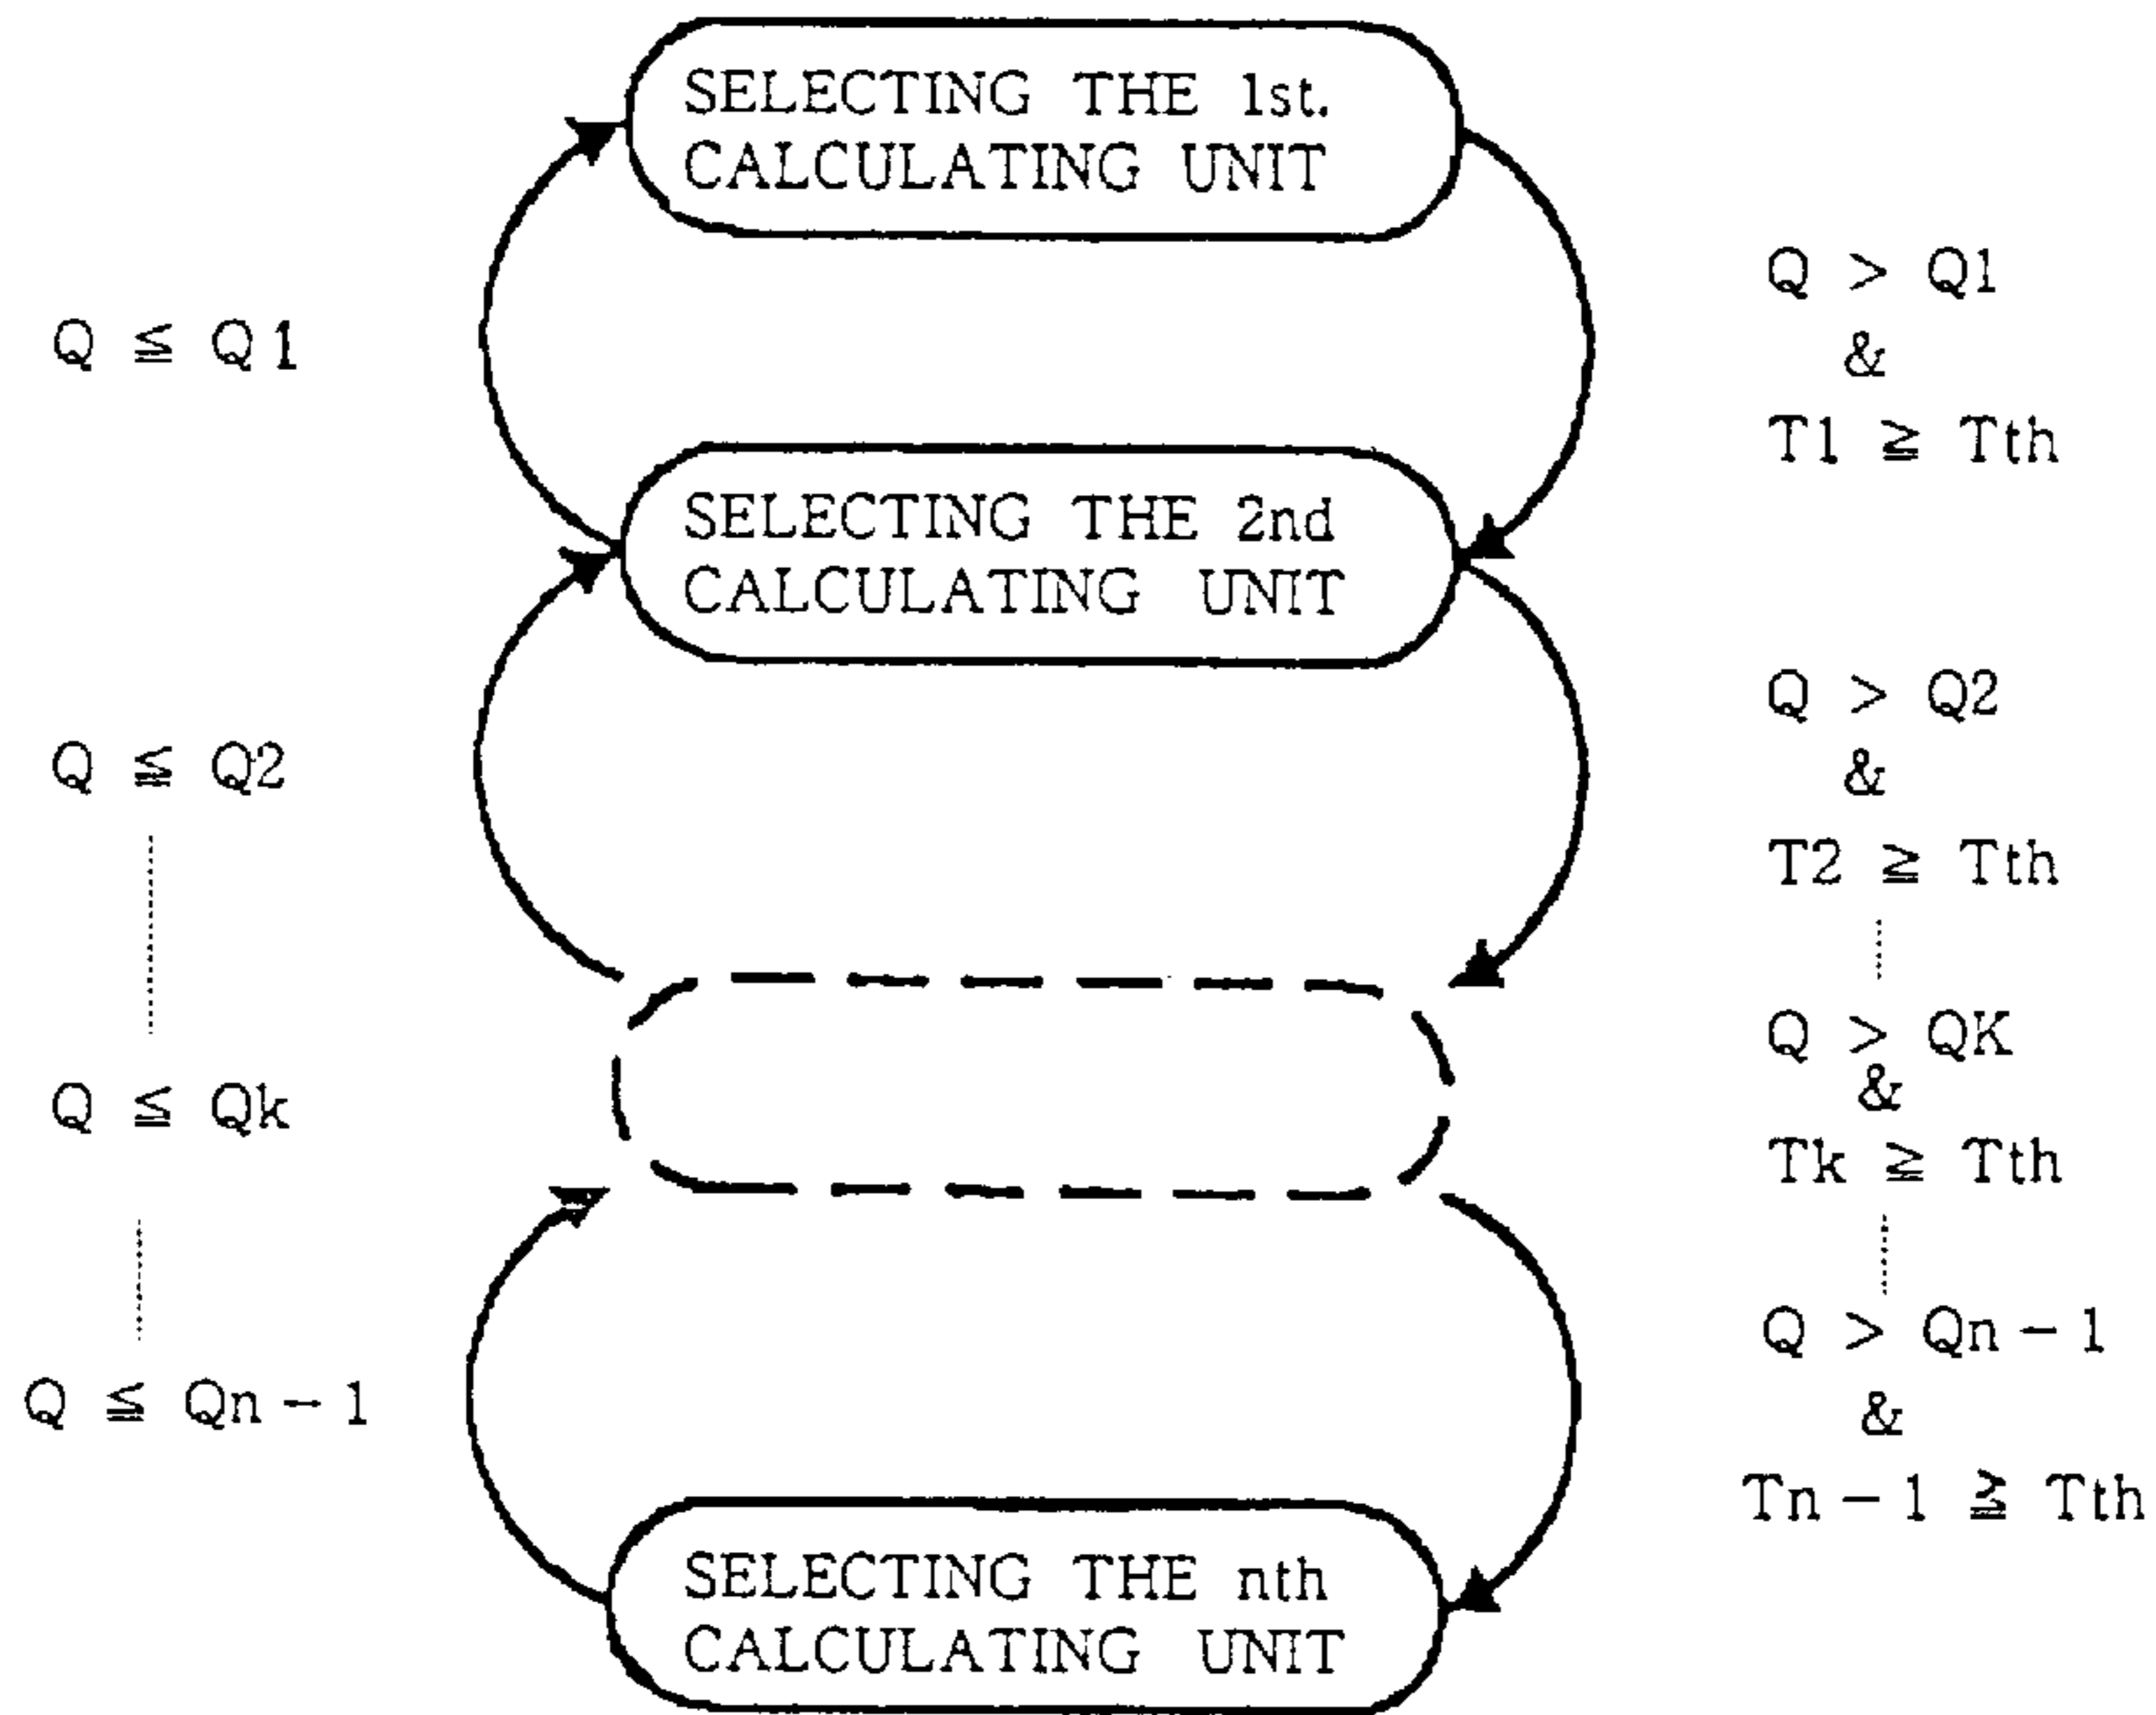 SELECTING THE 1st.
CALCULATING UNIT
Q > Q1
&
T1 ≧ Tth
Q ≦ Q1
SELECTING THE 2nd
CALCULATING UNIT
Q > Q2
&
T2 ≧ Tth
Q ≦ Q2
Q > QK
&
Tk ≧ Tth
Q ≦ Qk
Q > Qn-1
&
Tn-1 ≧ Tth
Q ≦ Qn-1
SELECTING THE nth
CALCULATING UNIT